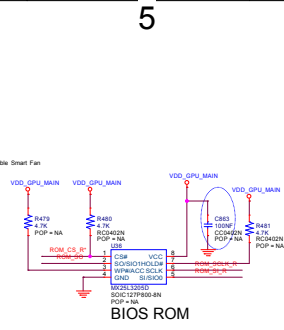 5
ble Smart Fan
VDD_GPU_MAIN
VDD_GPU_MAIN
VDD_GPU_MAIN
VDD_GPU_MAIN
R479
4.7K
POP = NA
R480
4.7K
RC0402N
POP = NA
C863
100NF
CC0402N
POP = NA
R481
4.7K
RC0402N
POP = NA
ROM_CS_R*
ROM_SO
U36
1 CS# VCC 8
2 SO/SIO1HOLD# 7
3 WP#/ACC SCLK 6
4 GND SI/SIO0 5
ROM_SCLK_R
ROM_SI_R
MX25L3205D
SOIC127P800-8N
POP = NA
BIOS ROM